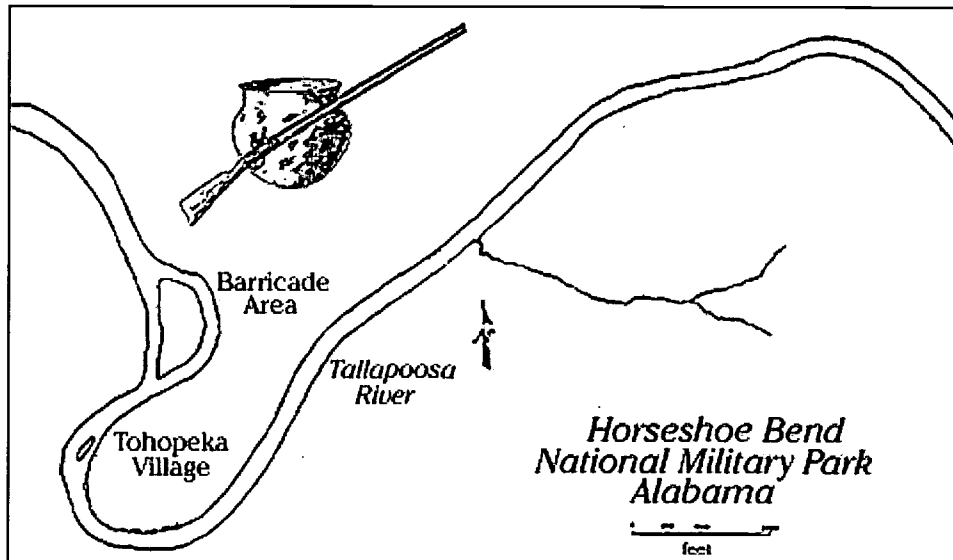 Barricade
Area
Tallapoosa
River
Tohopeka
Village
Horseshoe Bend
National Military Park
Alabama
feet